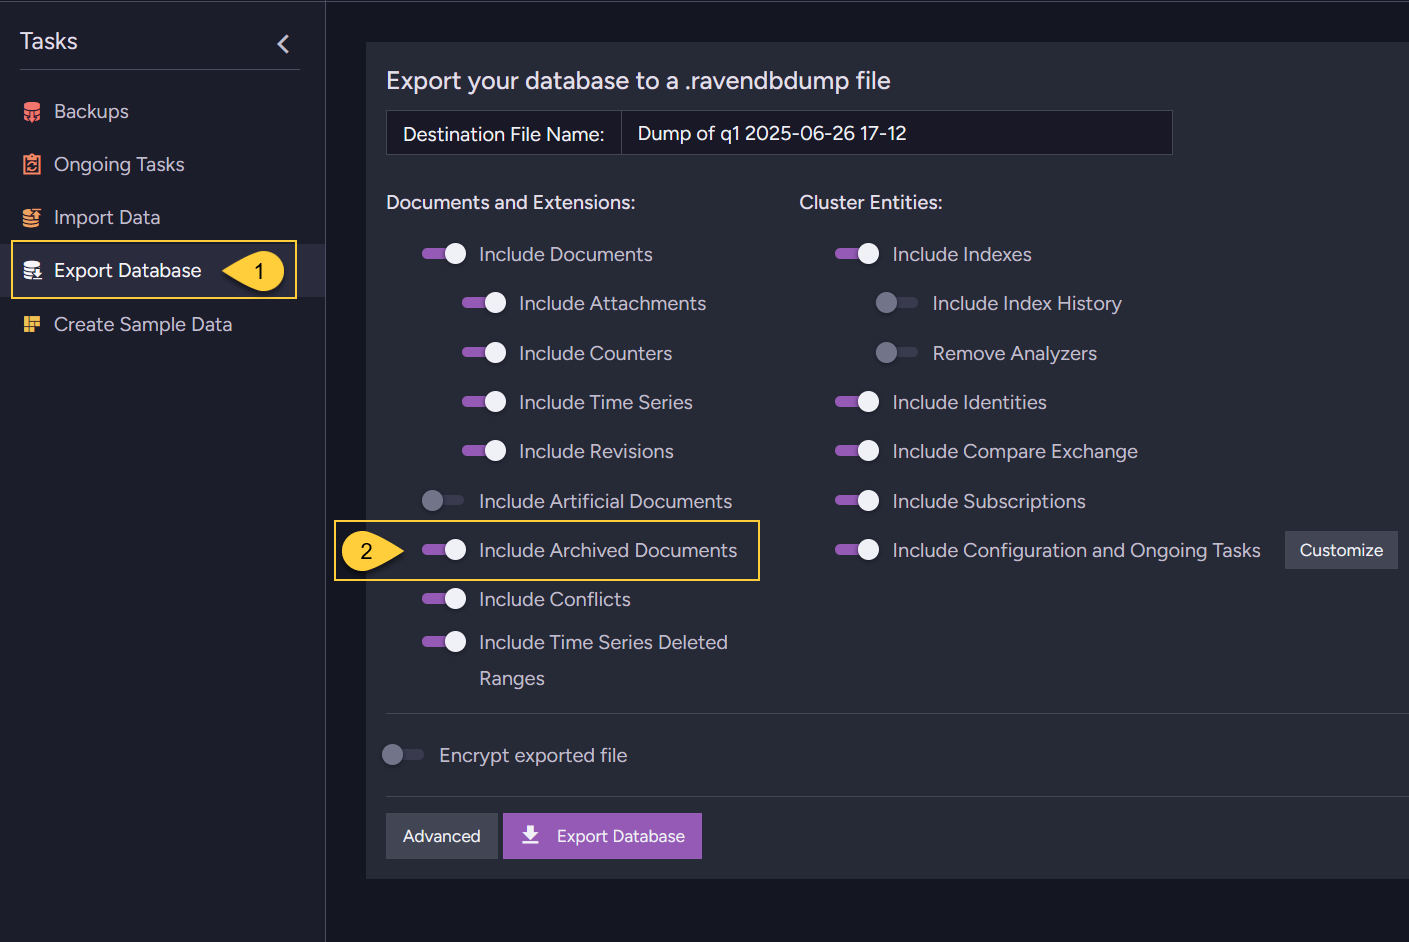 Tasks
Backups
Ongoing Tasks
Import Data
Export Database
1
Create Sample Data
Export your database to a .ravendbdump file
Destination File Name: Dump of q1 2025-06-26 17-12
Documents and Extensions:
Include Documents
Include Attachments
Include Counters
Include Time Series
Include Revisions
Include Artificial Documents
2
Include Archived Documents
Include Conflicts
Include Time Series Deleted
Ranges
Cluster Entities:
Include Indexes
Include Index History
Remove Analyzers
Include Identities
Include Compare Exchange
Include Subscriptions
Include Configuration and Ongoing Tasks
Customize
Encrypt exported file
Advanced
Export Database